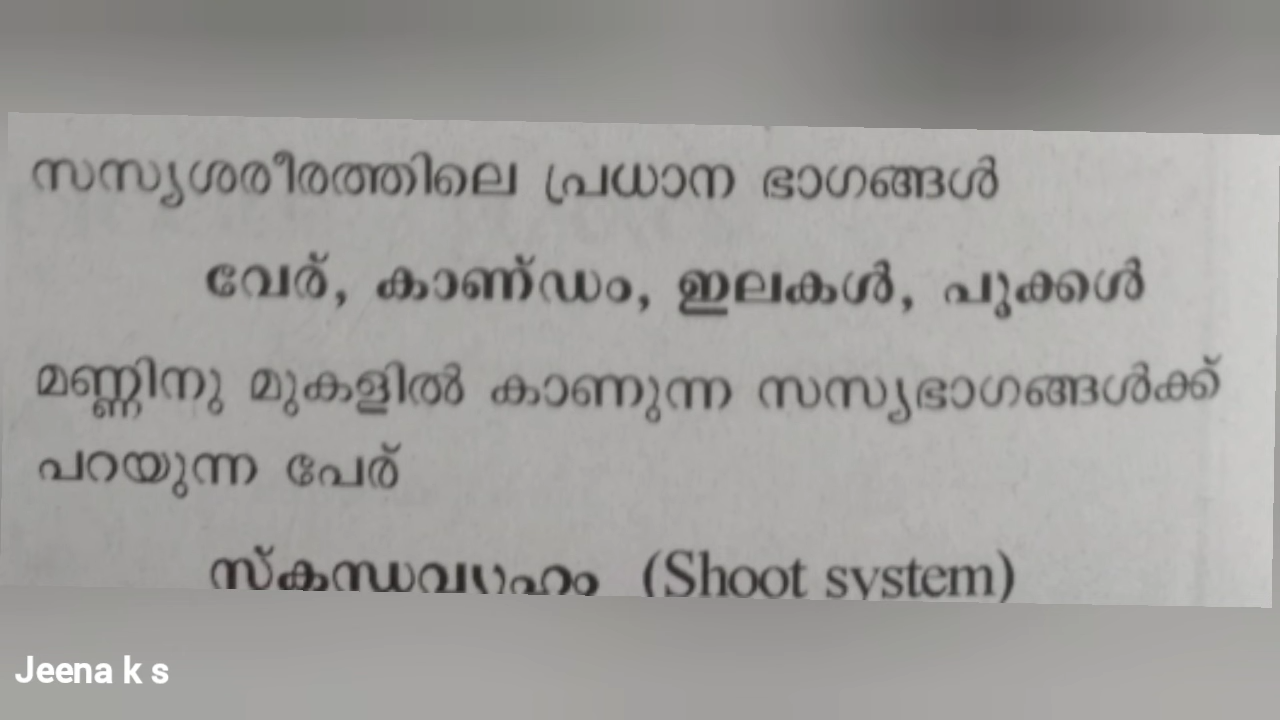 സസ്യശരീരത്തിലെ പ്രധാന ഭാഗങ്ങൾ
വേര്, കാണ്ഡം, ഇലകൾ, പൂക്കൾ
മണ്ണിനു മുകളിൽ കാണുന്ന സസ്യഭാഗങ്ങൾക്ക്
പറയുന്ന പേര്
സ്കന്ധവ്യൂഹം (Shoot system)
Jeena k s